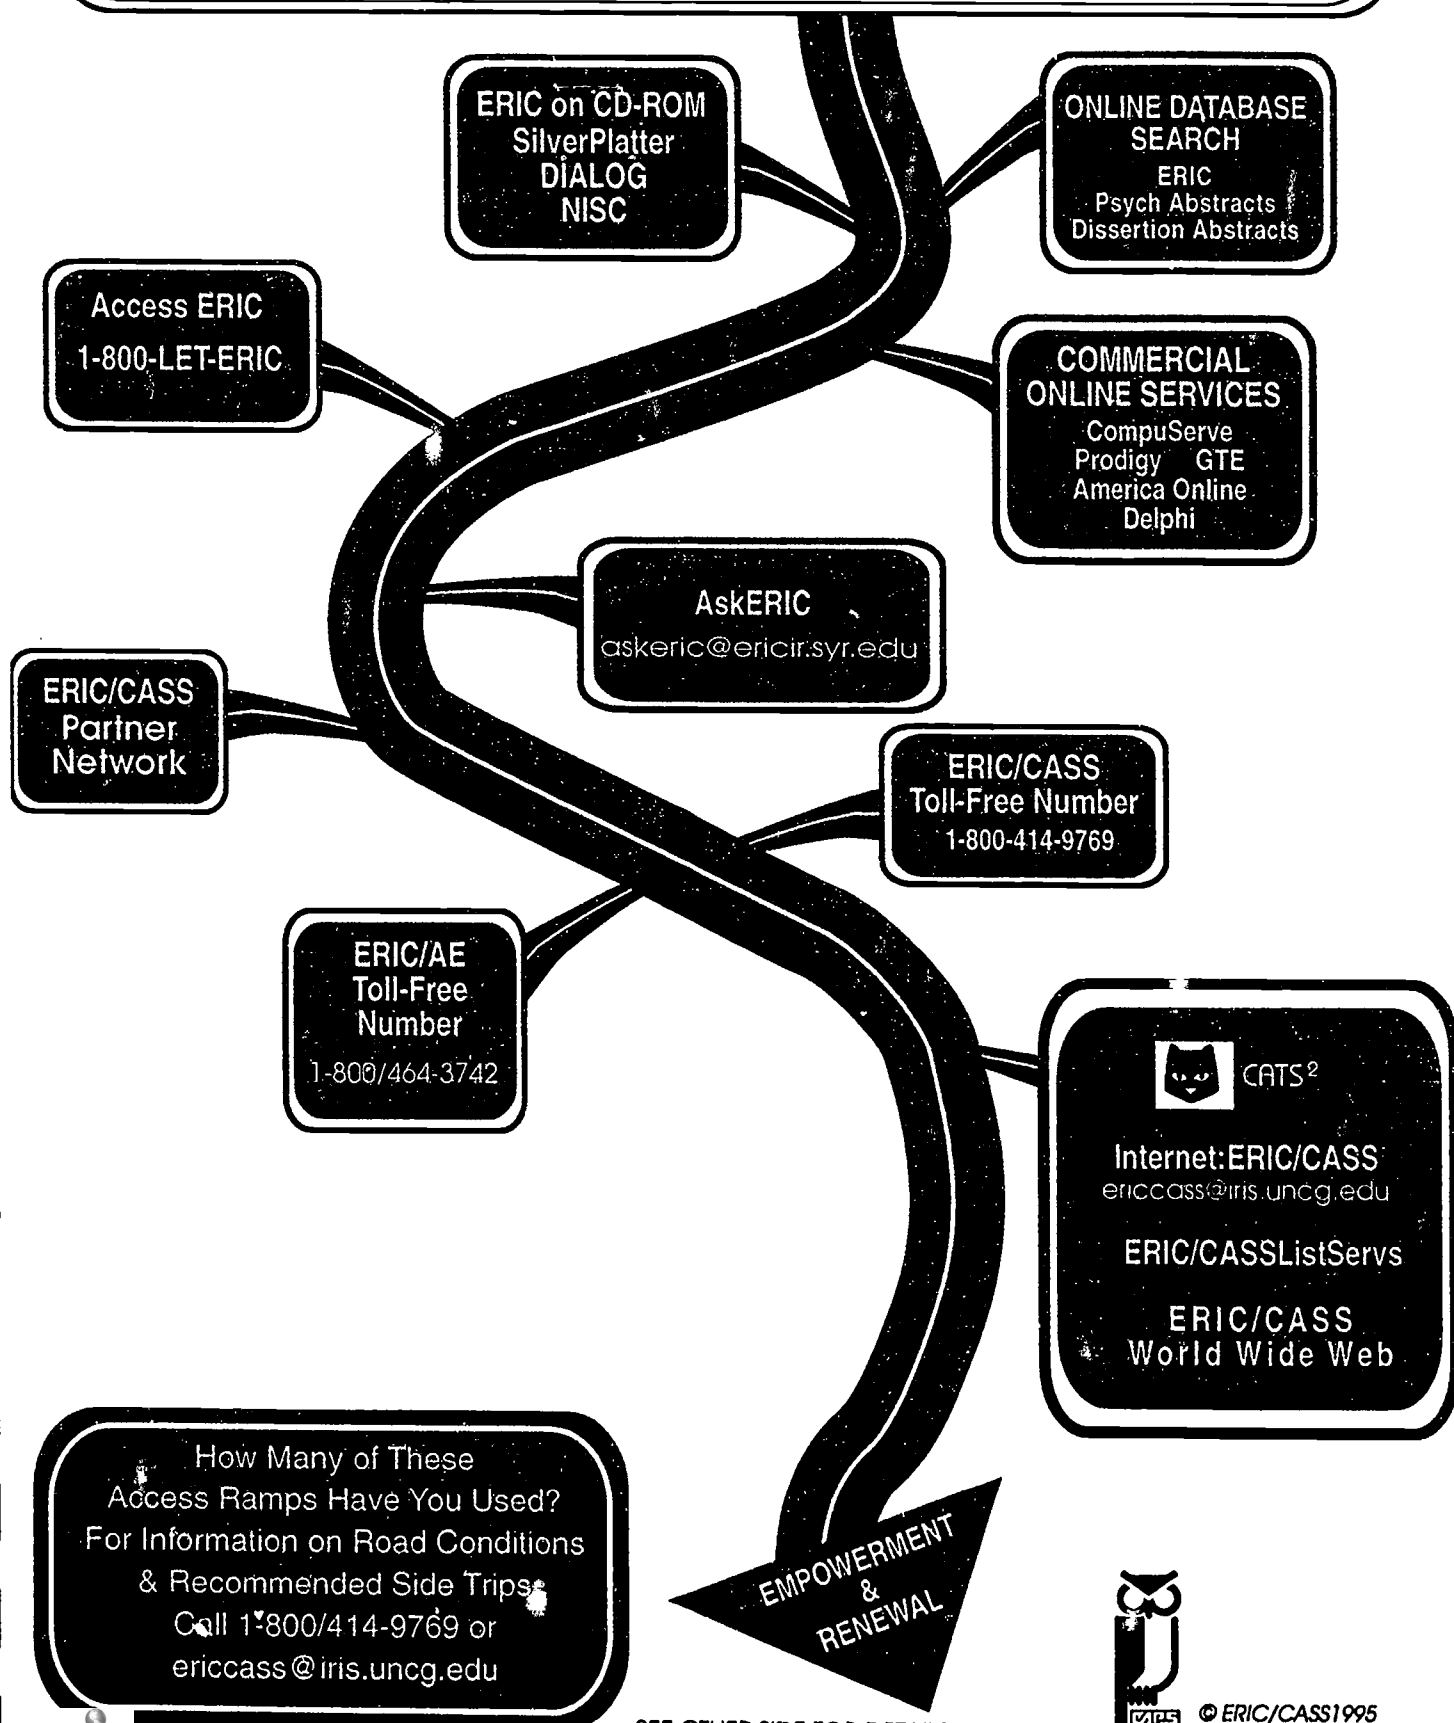 ERIC on CD-ROM
SilverPlatter
DIALOG
NISC
ONLINE DATABASE
SEARCH
ERIC
Psych Abstracts
Dissertion Abstracts
Access ERIC
1-800-LET-ERIC
COMMERCIAL
ONLINE SERVICES
CompuServe
Prodigy GTE
America Online
Delphi
AskERIC
askeric@ericir.syr.edu
ERIC/CASS
Partner
Network
ERIC/CASS
Toll-Free Number
1-800-414-9769
ERIC/AE
Toll-Free
Number
1-800/464-3742
CATS²
Internet:ERIC/CASS
ericcass@iris.uncg.edu
ERIC/CASSListServs
ERIC/CASS
World Wide Web
How Many of These
Access Ramps Have You Used?
For Information on Road Conditions
& Recommended Side Trips
Call 1-800/414-9769 or
ericcass@iris.uncg.edu
EMPOWERMENT
&
RENEWAL
© ERIC/CASS1995